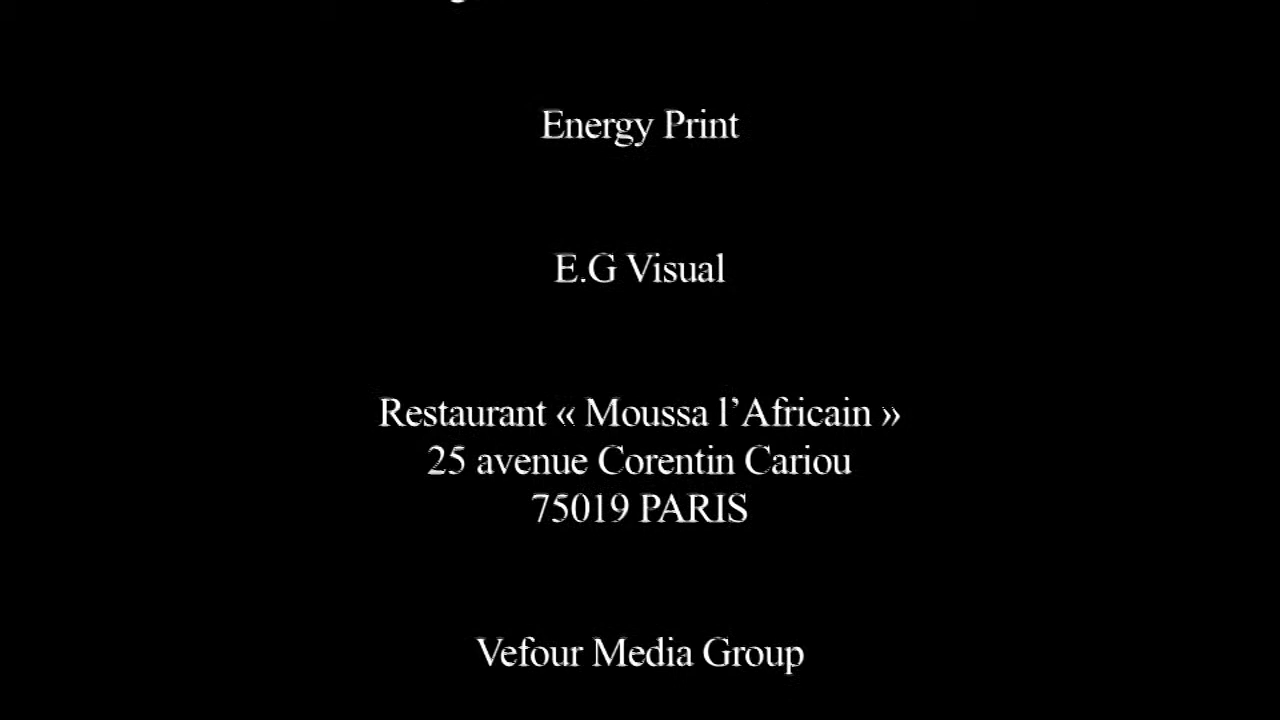 Energy Print
E.G Visual
Restaurant « Moussa l’Africain »
25 avenue Corentin Cariou
75019 PARIS
Vefour Media Group